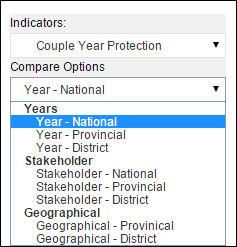 Indicators:
Couple Year Protection
Compare Options
Year - National
Years
Year - National
Year - Provincial
Year - District
Stakeholder
Stakeholder - National
Stakeholder - Provincial
Stakeholder - District
Geographical
Geographical - Provinical
Geographical - District